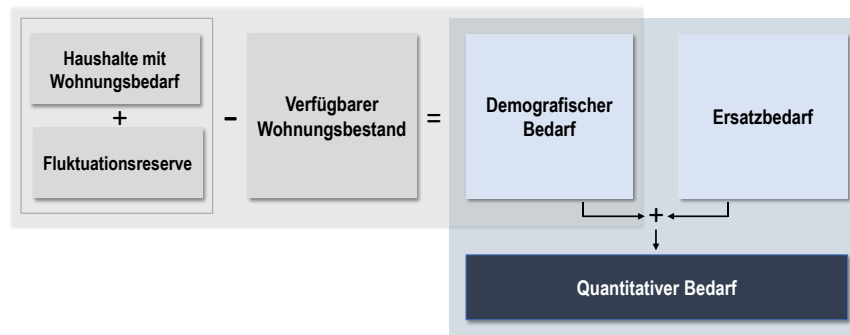 Haushalte mit
Wohnungsbedarf
+
Fluktuationsreserve
-
Verfügbarer
Wohnungsbestand
=
Demografischer
Bedarf
Ersatzbedarf
+
Quantitativer Bedarf